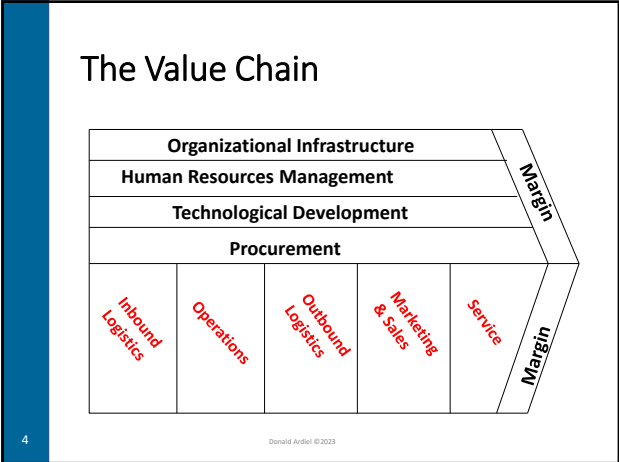 The Value Chain
Organizational Infrastructure
Human Resources Management
Technological Development
Procurement
Margin
Inbound
Logistics
Operations
Outbound
Logistics
Marketing
& Sales
Service
Margin
4
Donald Ardiel ©2023